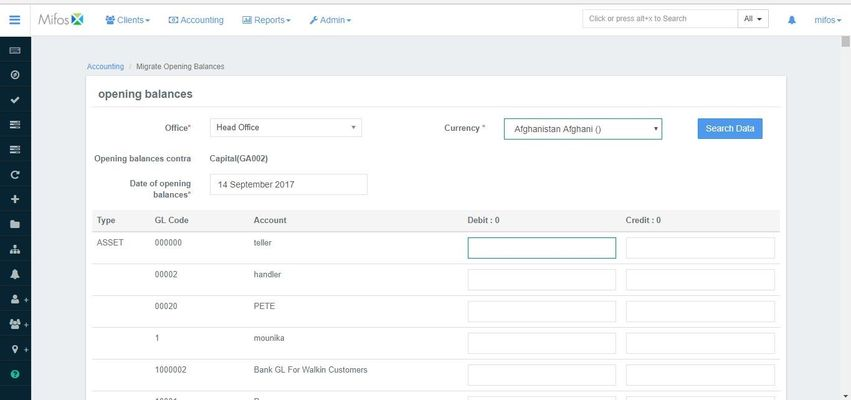 Mifos Clients Accounting Reports Admin Click or press alt+x to Search All mifos
Accounting / Migrate Opening Balances
opening balances
Office* Head Office Currency * Afghanistan Afghani () Search Data
Opening balances contra Capital(GA002)
Date of opening
balances* 14 September 2017
Type GL Code Account Debit : 0 Credit : 0
ASSET 000000 teller
00002 handler
00020 PETE
1 mounika
1000002 Bank GL For Walkin Customers